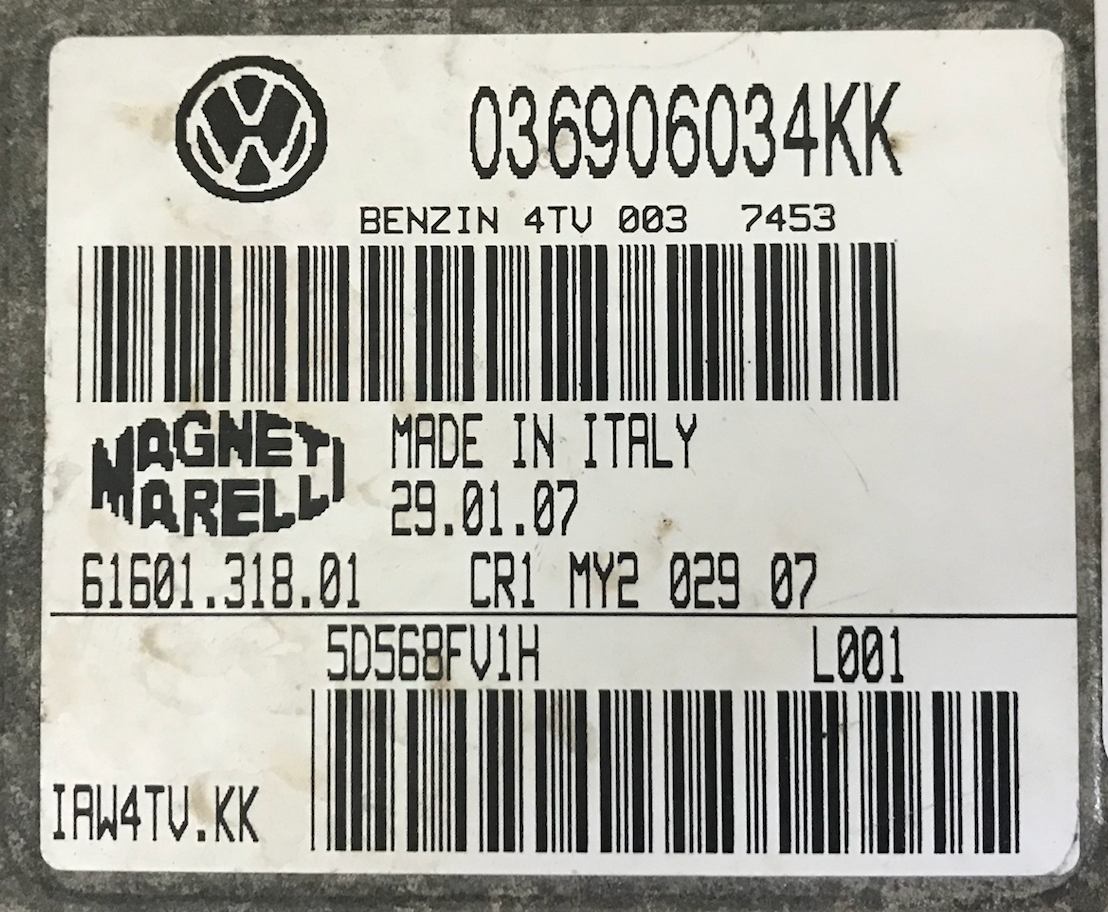 036906034KK
BENZIN 4TV 003 7453
MAGNETI
MARELLI
MADE IN ITALY
29.01.07
61601.318.01 CR1 MY2 029 07
5D568FV1H L001
IAW4TV.KK